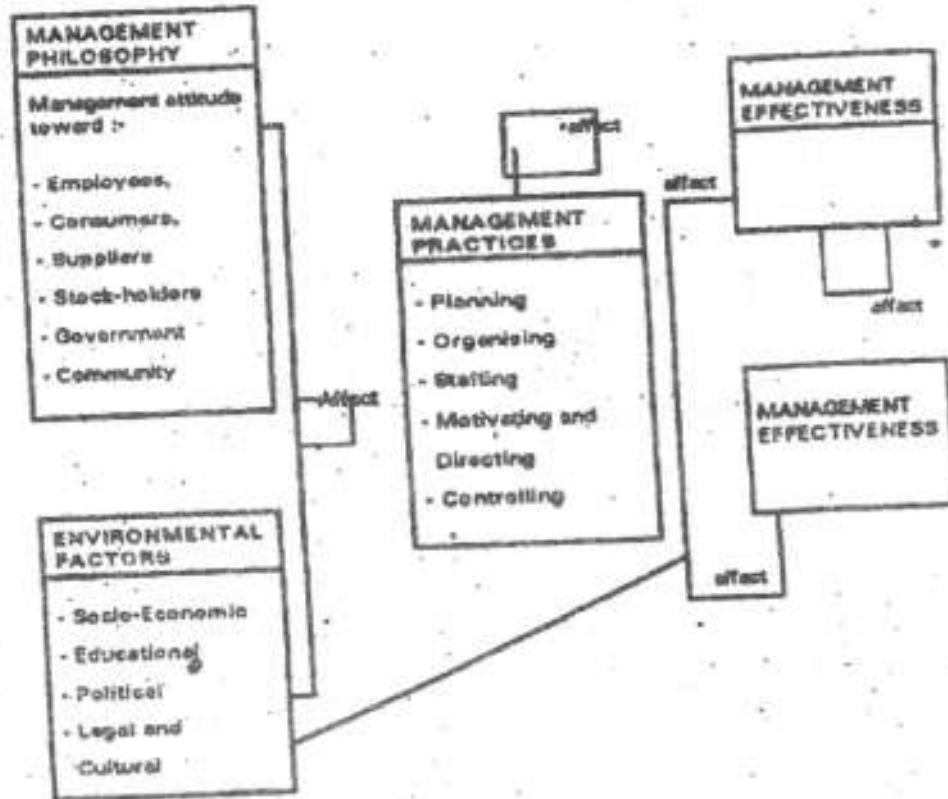 MANAGEMENT
PHILOSOPHY
Management attitude
toward :-
- Employees,
- Consumers,
- Suppliers
- Stock-holders
- Government
- Community
ENVIRONMENTAL
FACTORS
- Socio-Economic
- Educational
- Political
- Legal and
Cultural
Affect
affect
MANAGEMENT
PRACTICES
- Planning
- Organising
- Staffing
- Motivating and
Directing
- Controlling
affect
MANAGEMENT
EFFECTIVENESS
affect
MANAGEMENT
EFFECTIVENESS
affect